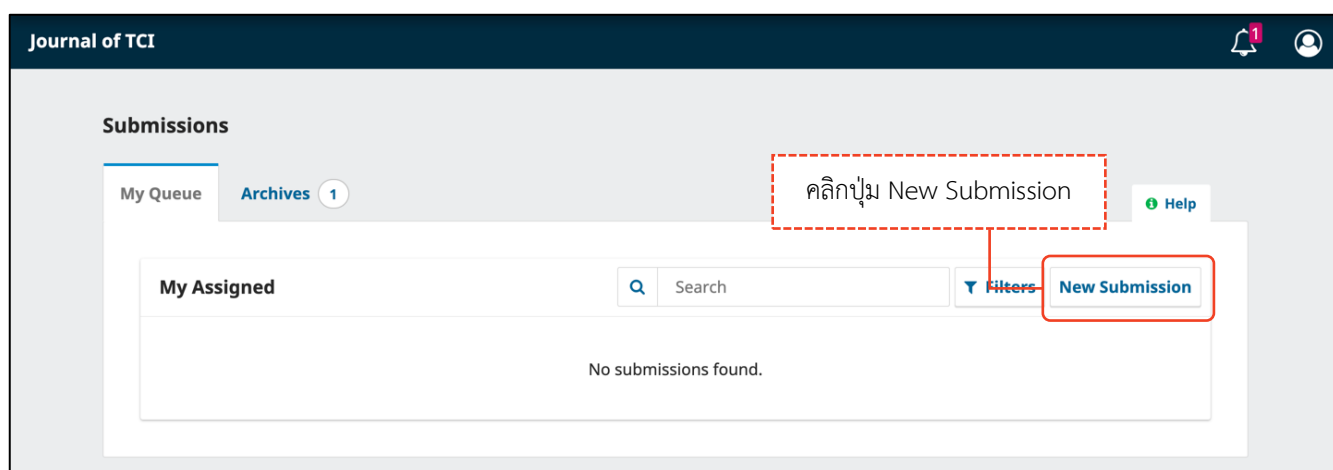 Journal of TCI
1
Submissions
My Queue
Archives 1
คลิกปุ่ม New Submission
Help
My Assigned
Search
Filters
New Submission
No submissions found.